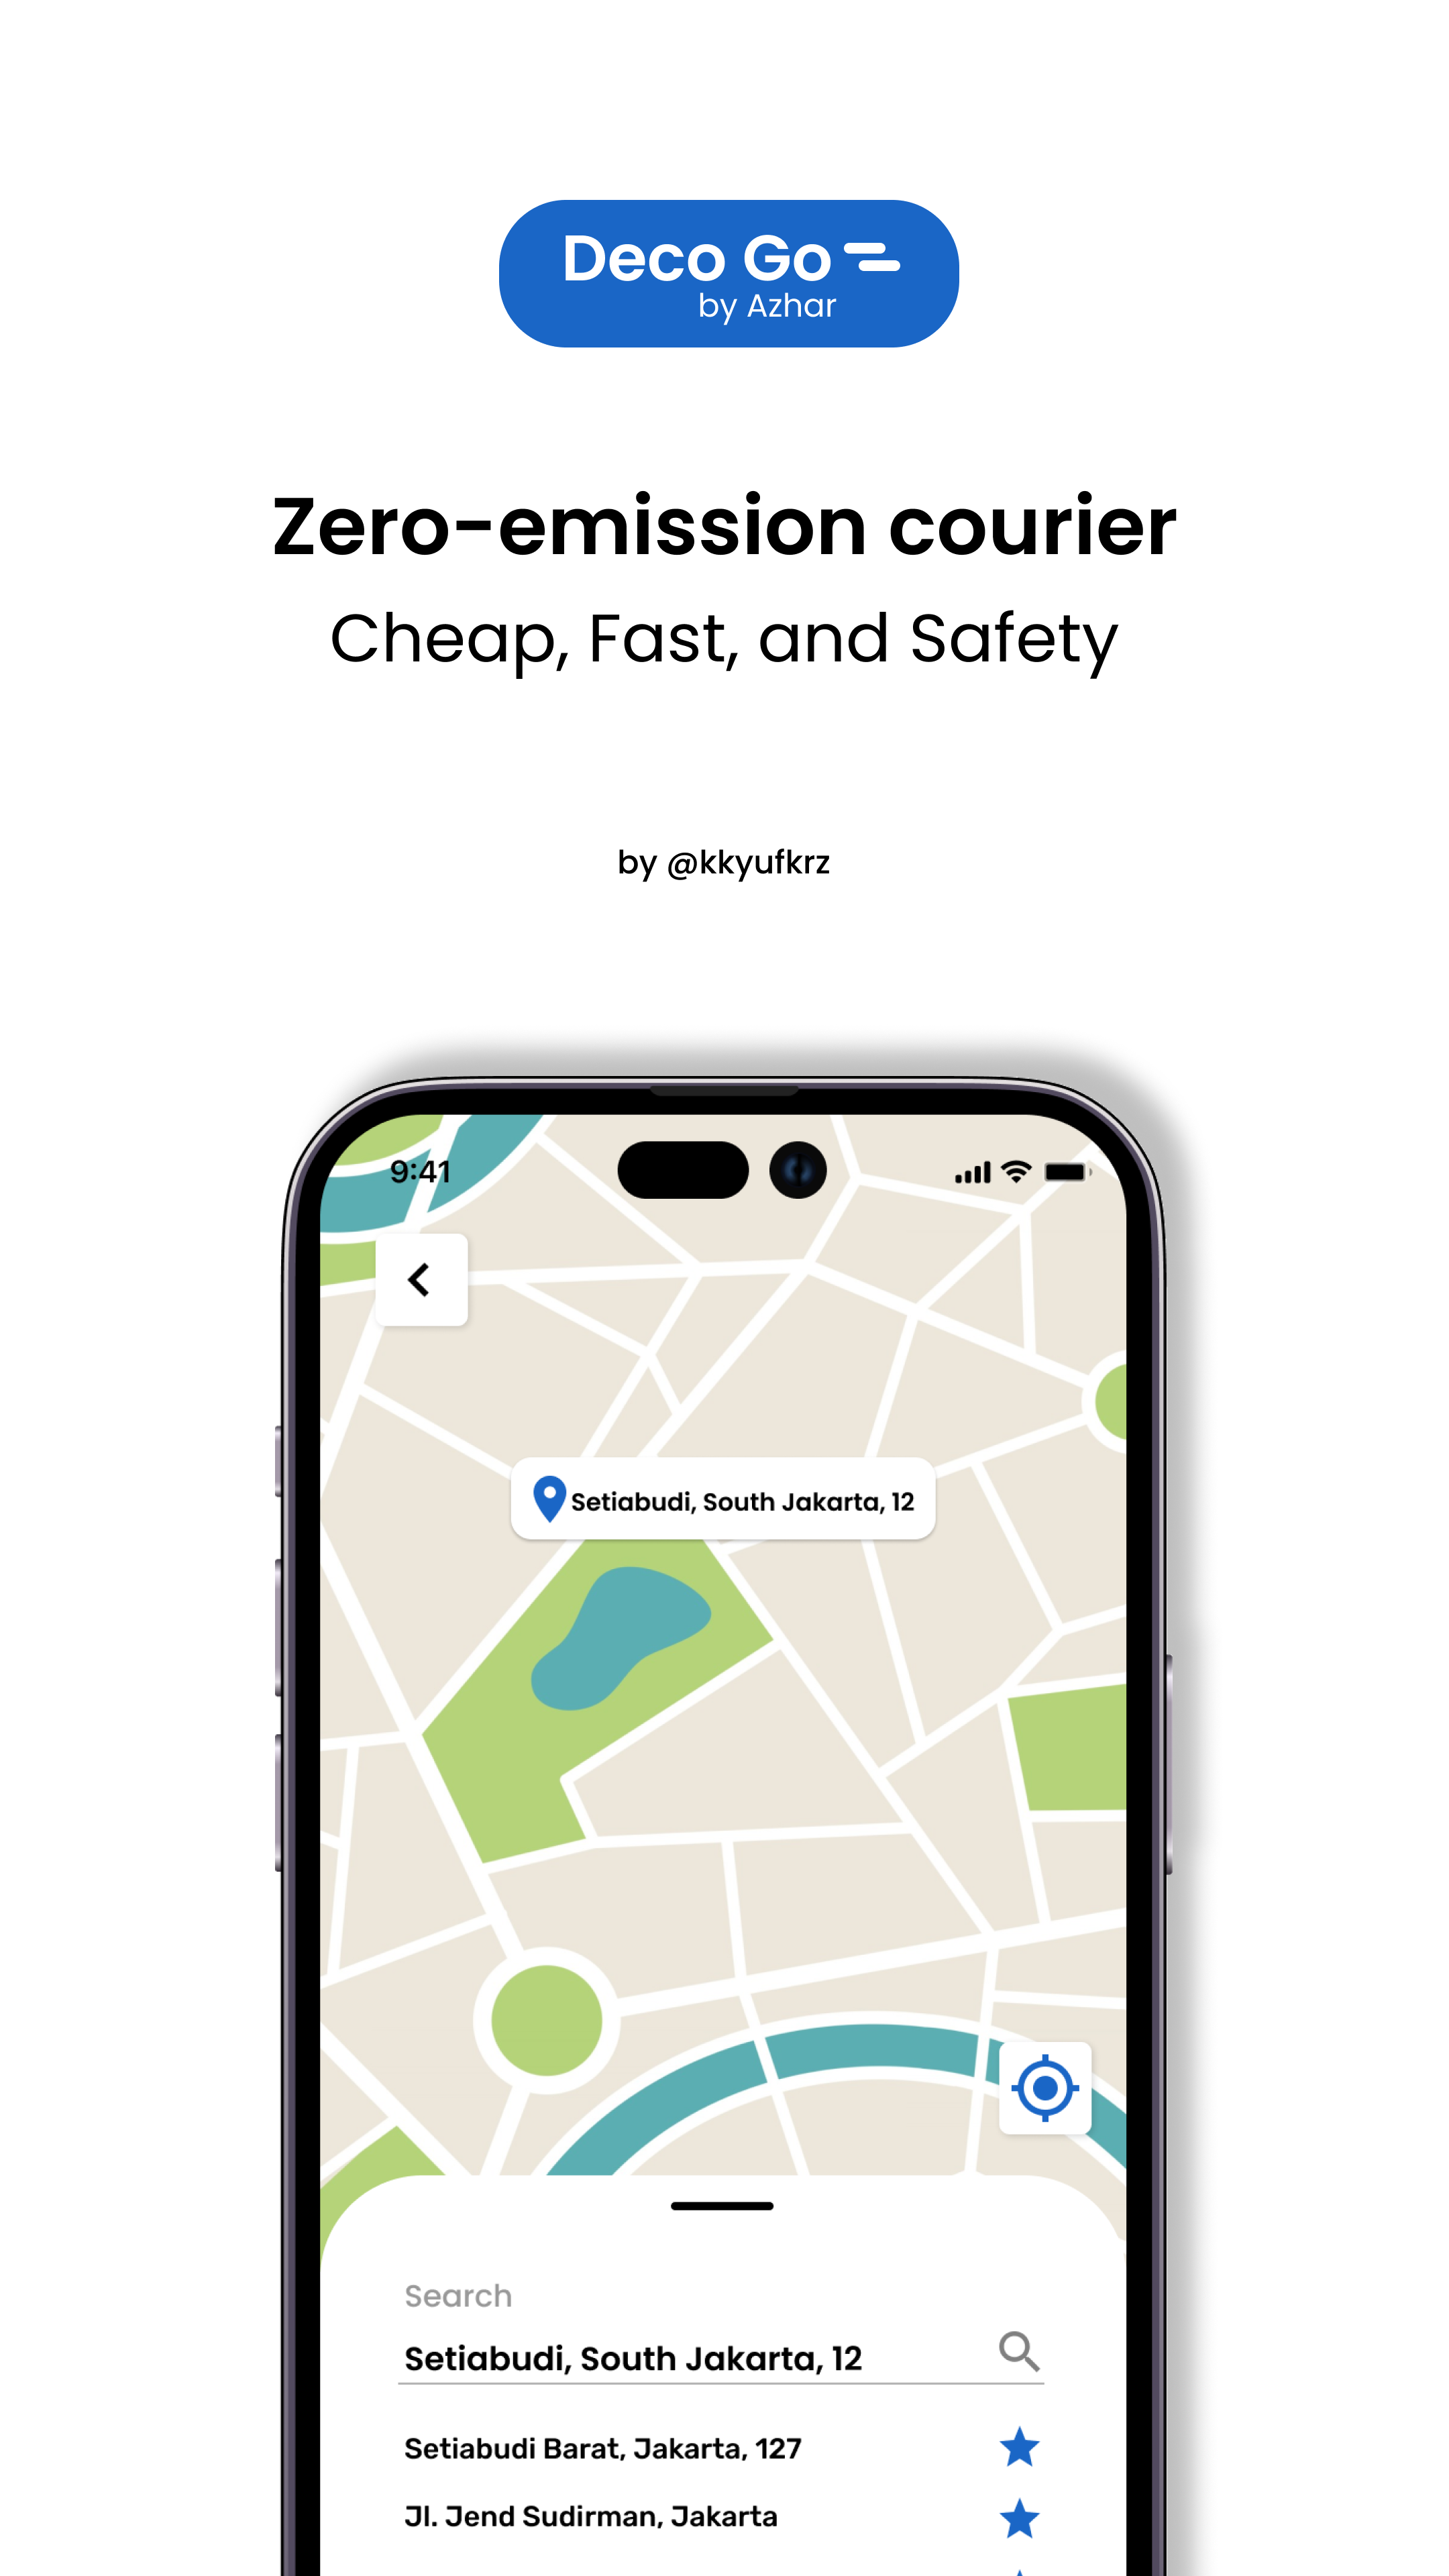 Deco Go
by Azhar
Zero-emission courier
Cheap, Fast, and Safety
by @kkyufkrz
9:41
Setiabudi, South Jakarta, 12
Search
Setiabudi, South Jakarta, 12
Setiabudi Barat, Jakarta, 127
Jl. Jend Sudirman, Jakarta